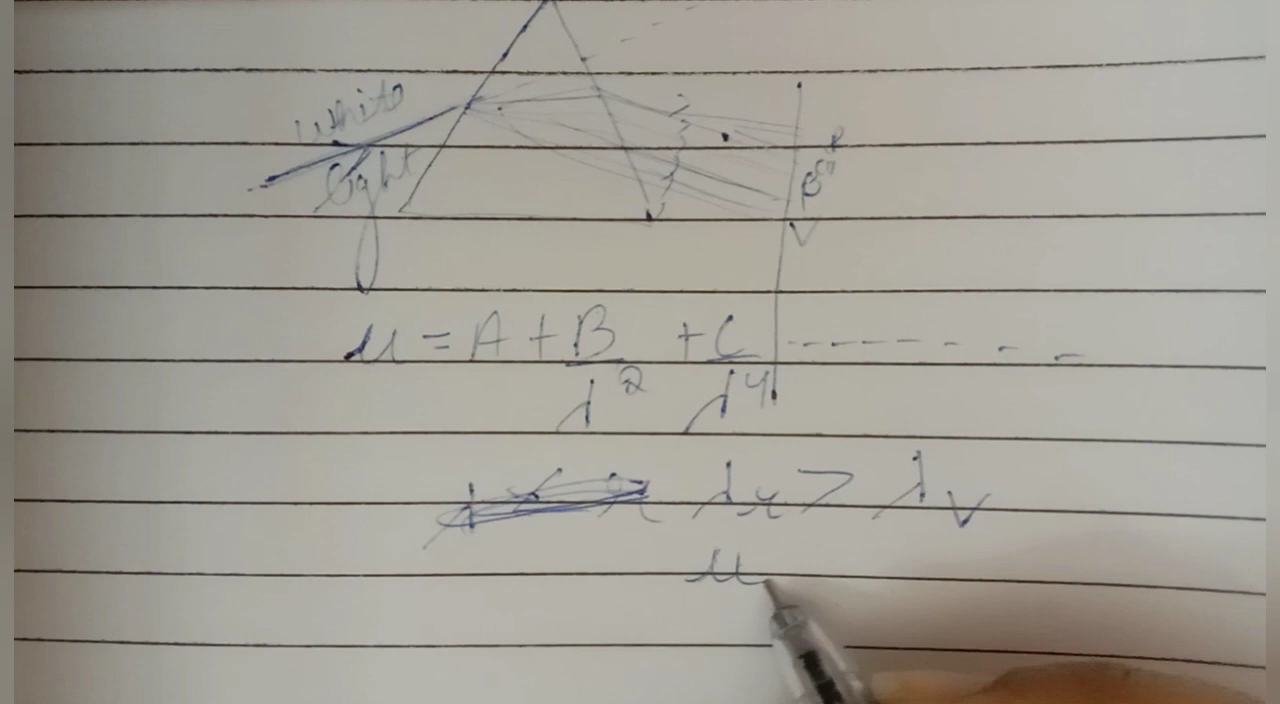 White
light
R
V
μ = A + B/λ² + C/λ⁴ ---------
λr > λv
μ